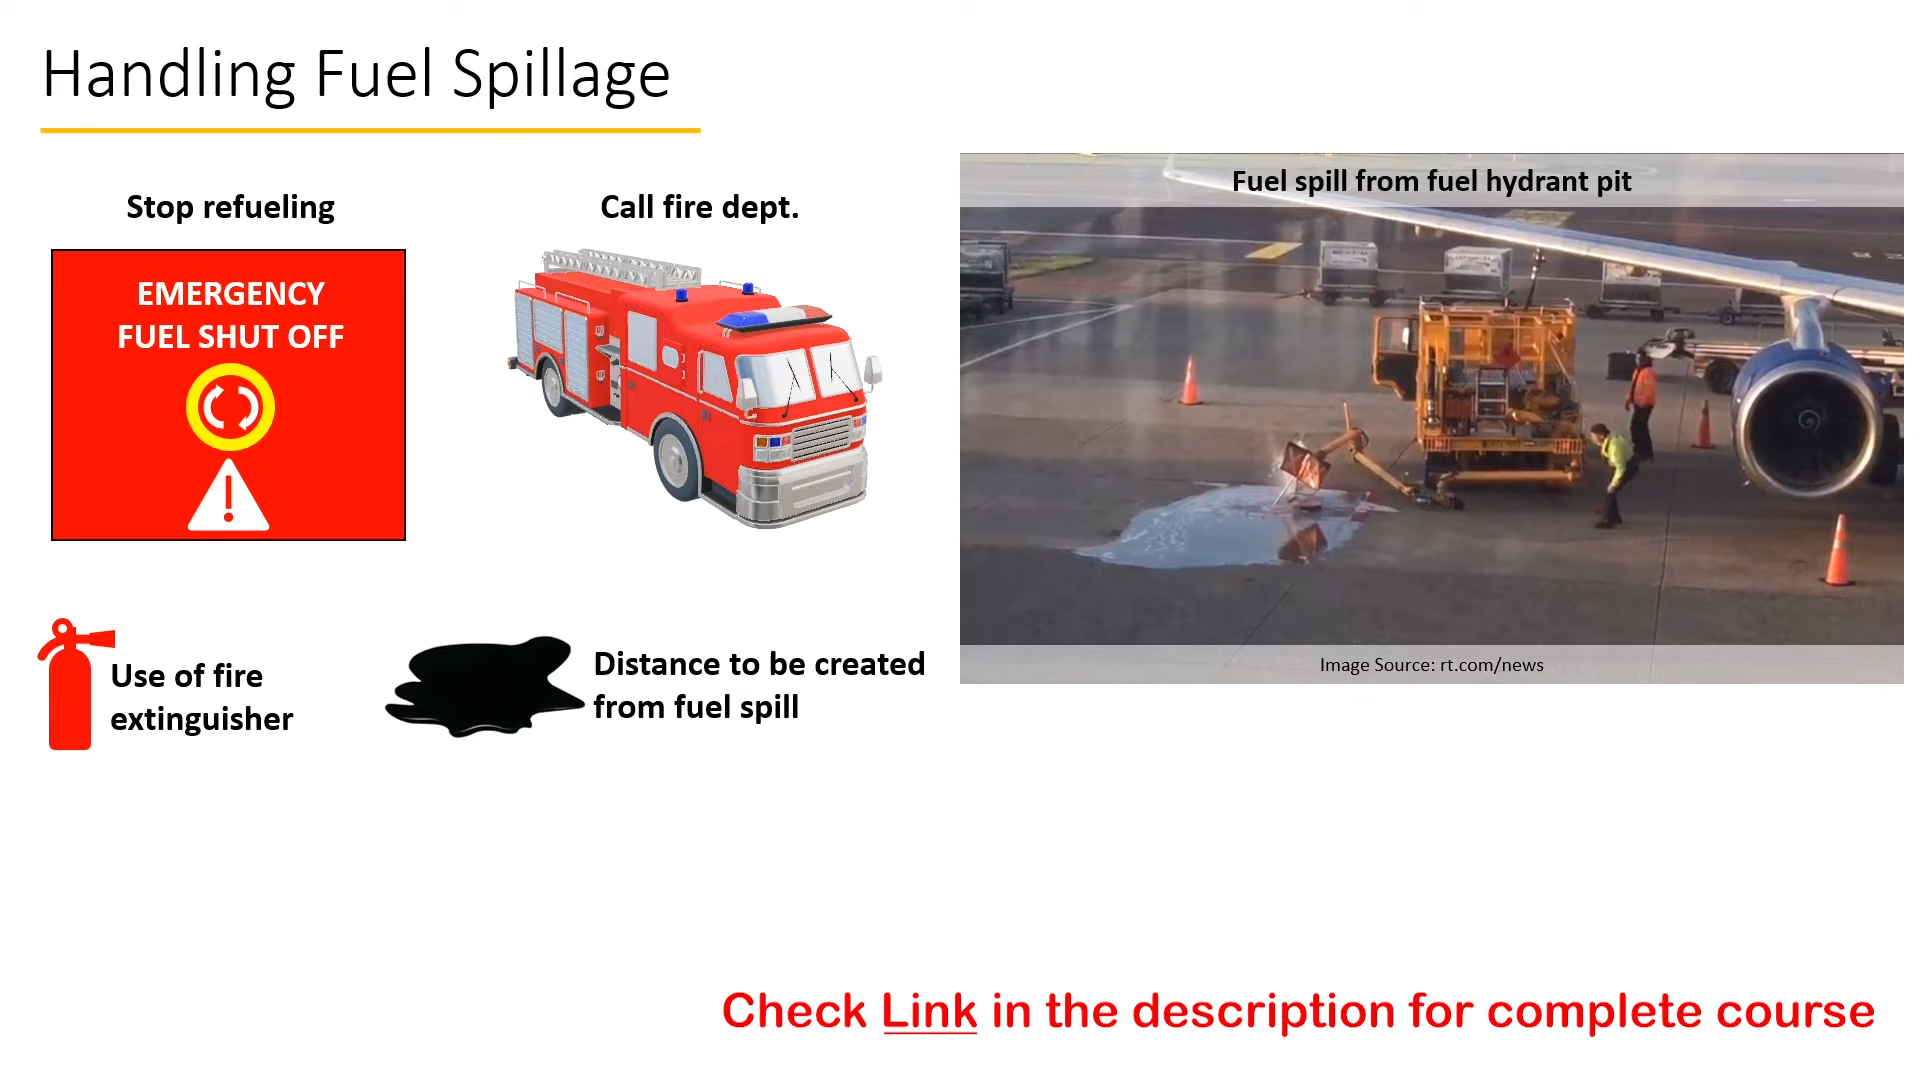 Handling Fuel Spillage
Stop refueling
EMERGENCY
FUEL SHUT OFF
Call fire dept.
Use of fire
extinguisher
Distance to be created
from fuel spill
Fuel spill from fuel hydrant pit
Image Source: rt.com/news
Check Link in the description for complete course